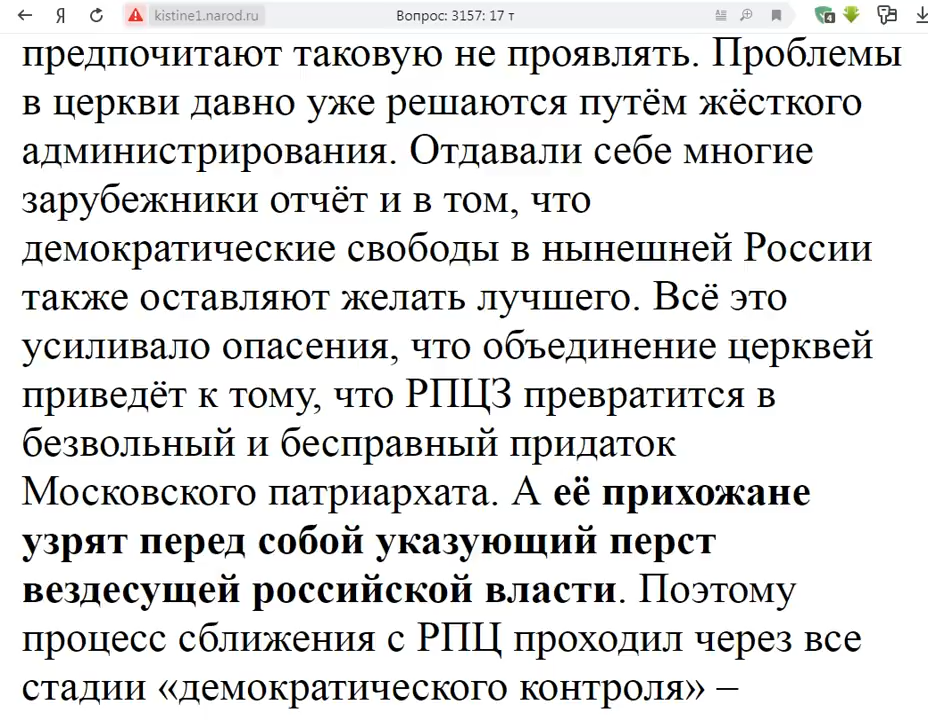 Я
kistine1.narod.ru
Вопрос: 3157: 17 т
4
предпочитают таковую не проявлять. Проблемы
в церкви давно уже решаются путём жёсткого
администрирования. Отдавали себе многие
зарубежники отчёт и в том, что
демократические свободы в нынешней России
также оставляют желать лучшего. Всё это
усиливало опасения, что объединение церквей
приведёт к тому, что РПЦЗ превратится в
безвольный и бесправный придаток
Московского патриархата. А её прихожане
узрят перед собой указующий перст
вездесущей российской власти. Поэтому
процесс сближения с РПЦ проходил через все
стадии «демократического контроля» –